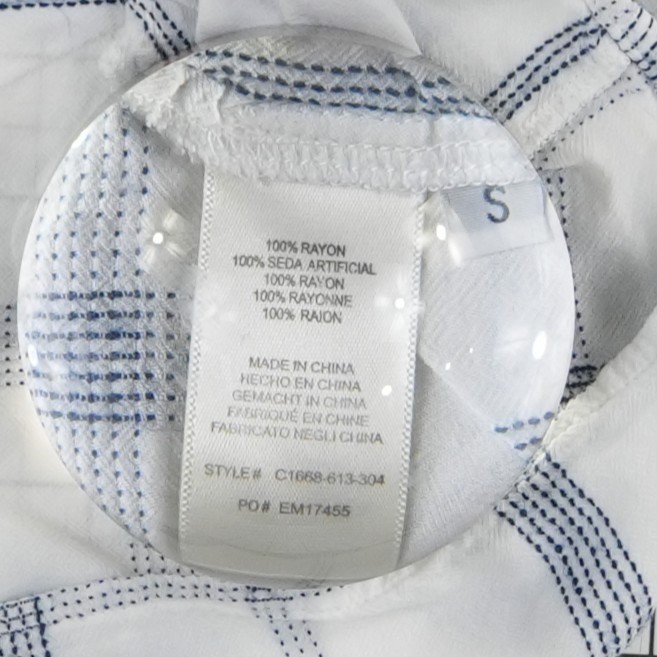 S
100% RAYON
100% SEDA ARTIFICIAL
100% RAYON
100% RAYONNE
100% RAION
MADE IN CHINA
HECHO EN CHINA
GEMACHT IN CHINA
FABRIQUÉ EN CHINE
FABRICATO NEGLI CHINA
STYLE# C1668-613-304
PO# EM17455